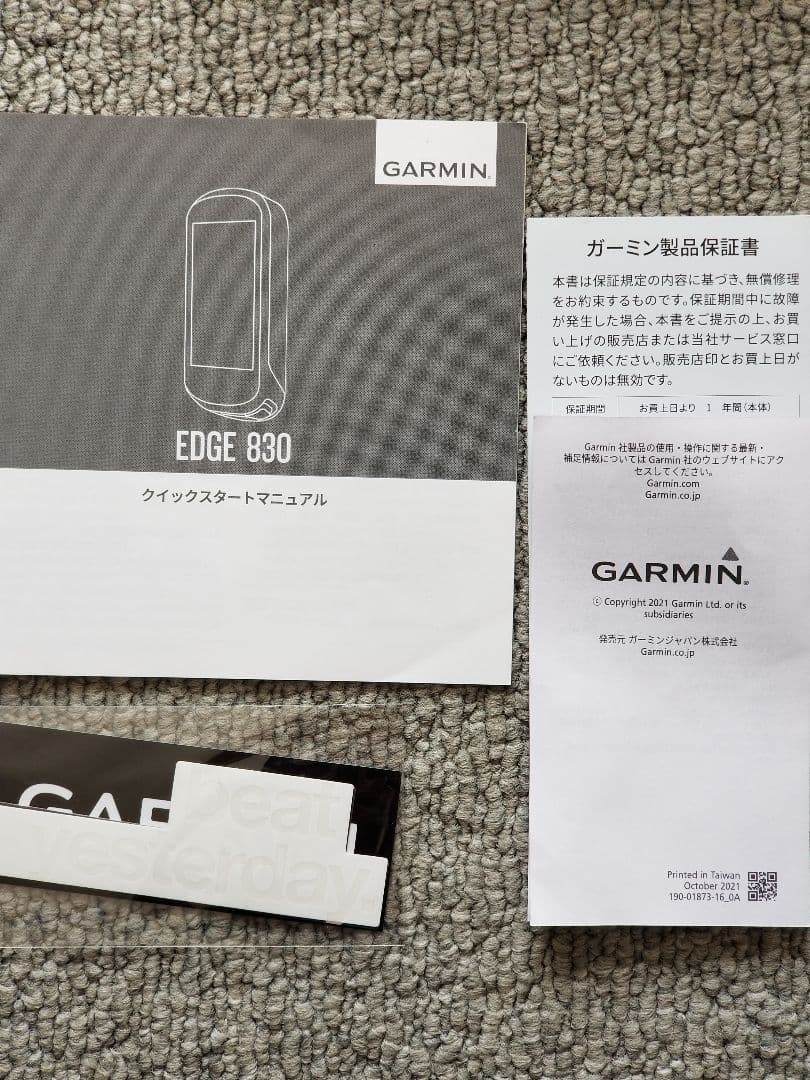 GARMIN
EDGE 830
クイックスタートマニュアル
ガーミン製品保証書
本書は保証規定の内容に基づき、無償修理
をお約束するものです。保証期間中に故障
が発生した場合、本書をご提示の上、お買
い上げの販売店または当社サービス窓口
にご依頼ください。販売店印とお買上日が
ないものは無効です。
保証期間 お買上日より 1 年間(本体)
Garmin 社製品の使用・操作に関する最新・
補足情報については Garmin 社のウェブサイトにアク
セスしてください。
Garmin.com
Garmin.co.jp
GARMIN®
Ⓒ Copyright 2021 Garmin Ltd. or its
subsidiaries
発売元 ガーミンジャパン株式会社
Garmin.co.jp
Printed in Taiwan
October 2021
190-01873-16_0A
beat
yesterday.